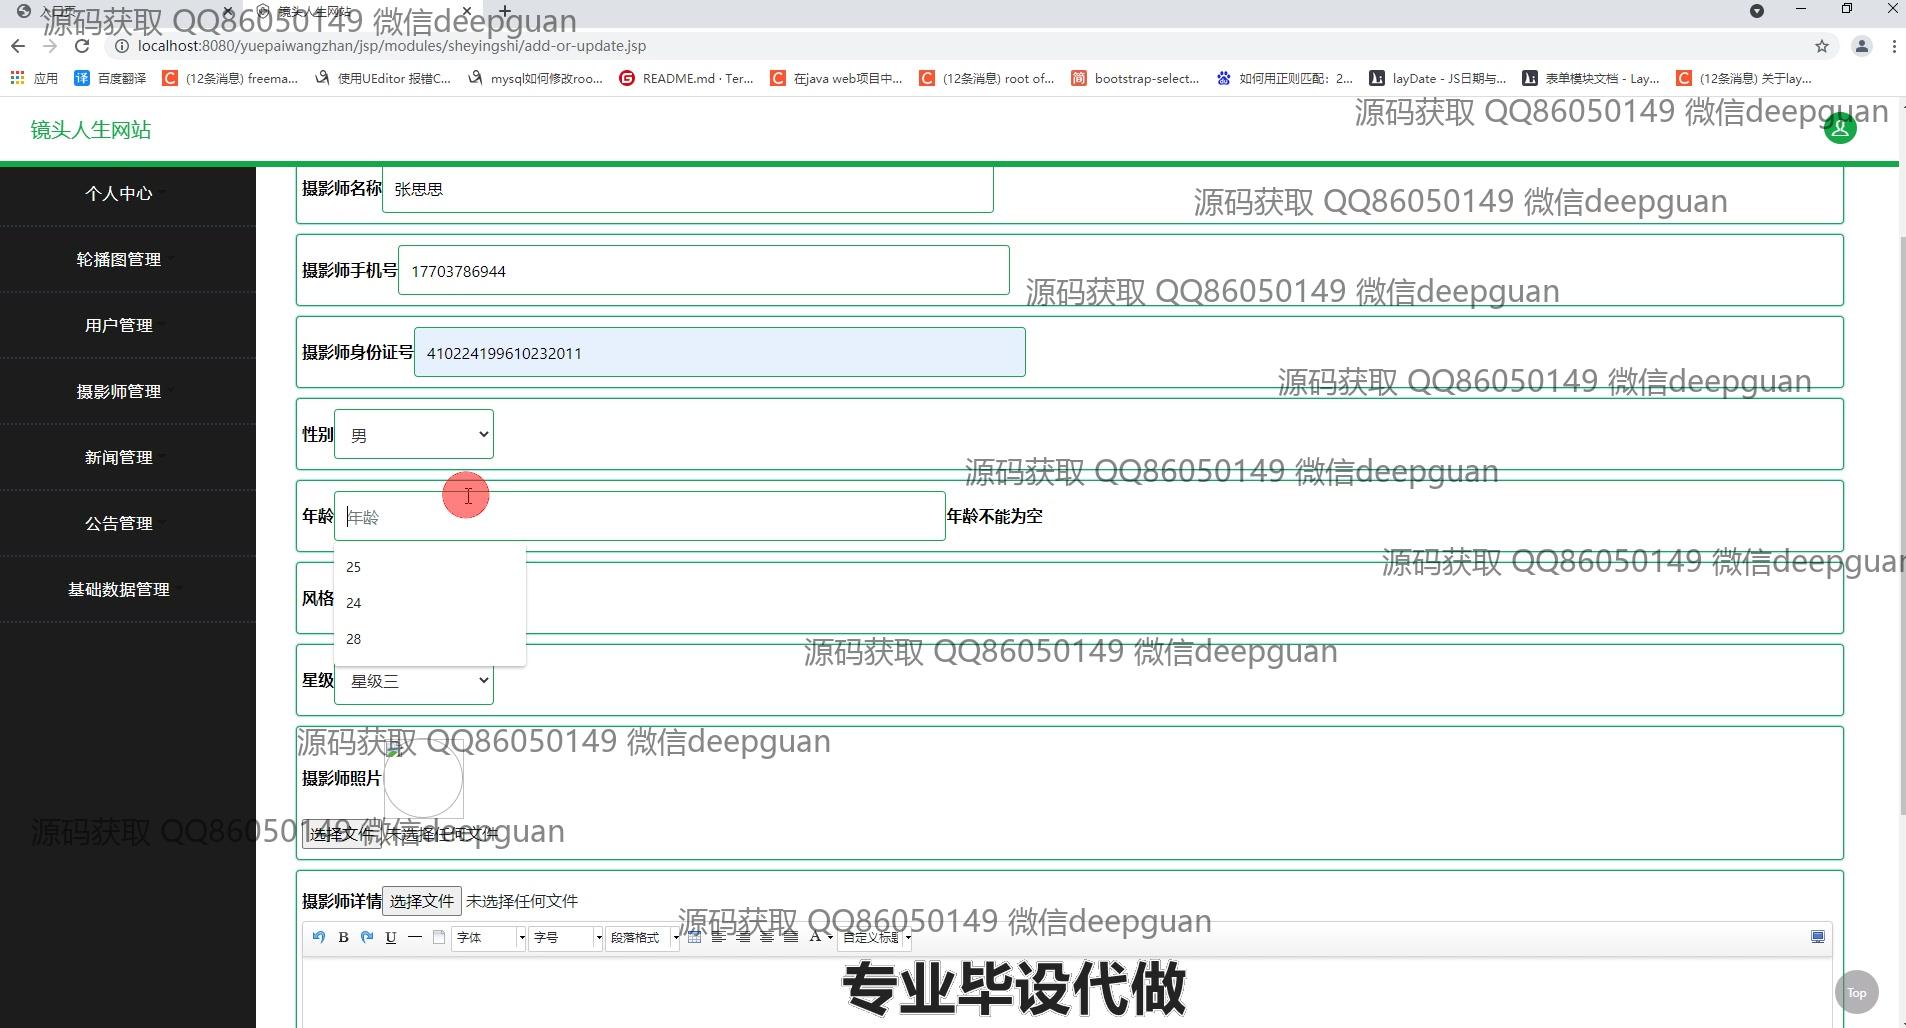 镜头人生网站
源码获取 QQ86050149 微信deepguan
localhost:8080/yuepaiwangzhan/jsp/modules/sheyingshi/add-or-update.jsp
应用 百度翻译 (12条消息) freema... 使用UEditor 报错C... mysql如何修改roo... README.md · Ter... 在java web项目中... (12条消息) root of... bootstrap-select... 如何用正则匹配：2... layDate - JS日期与... 表单模块文档 - Lay... (12条消息) 关于lay...
源码获取 QQ86050149 微信deepguan
镜头人生网站
个人中心
轮播图管理
用户管理
摄影师管理
新闻管理
公告管理
基础数据管理
摄影师名称 张思思
源码获取 QQ86050149 微信deepguan
摄影师手机号 17703786944
源码获取 QQ86050149 微信deepguan
摄影师身份证号 410224199610232011
源码获取 QQ86050149 微信deepguan
性别 男
源码获取 QQ86050149 微信deepguan
年龄 年龄 年龄不能为空
源码获取 QQ86050149 微信deepguan
25
24
28
风格
源码获取 QQ86050149 微信deepguan
星级 星级三
源码获取 QQ86050149 微信deepguan
摄影师照片
选择文件 未选择任何文件
源码获取 QQ86050149 微信deepguan
摄影师详情 选择文件 未选择任何文件
源码获取 QQ86050149 微信deepguan
B U 字体 字号 段落格式 A 自定义标题
专业毕设代做
Top